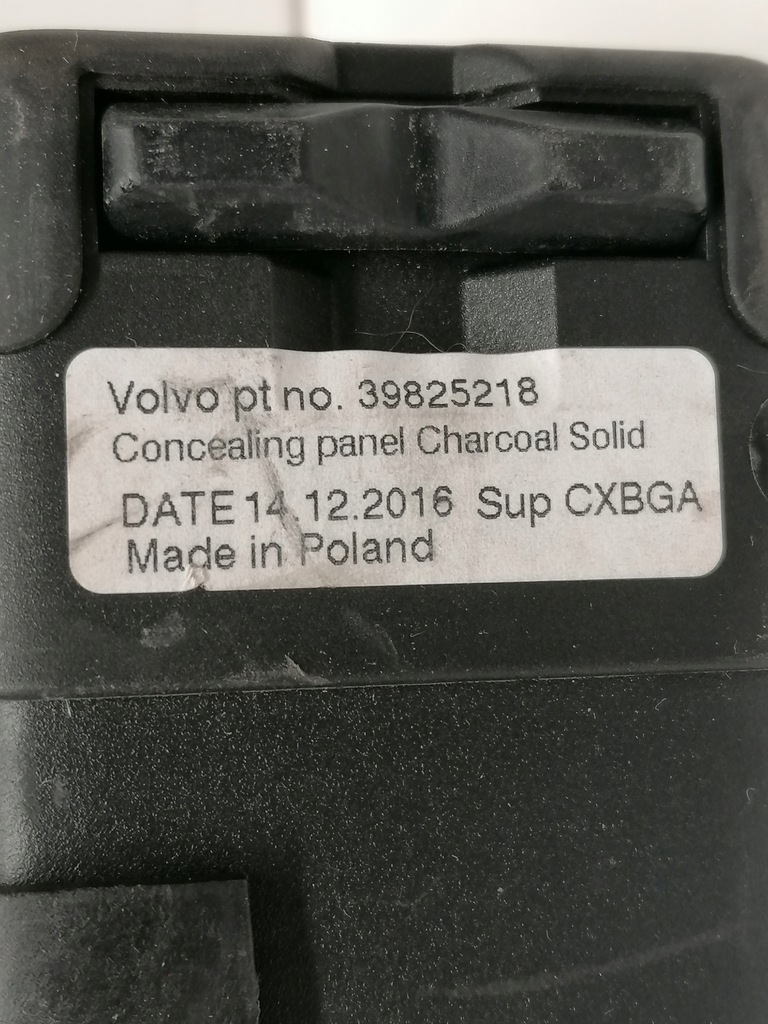 Volvo pt no. 39825218
Concealing panel Charcoal Solid
DATE 14.12.2016 Sup CXBGA
Made in Poland